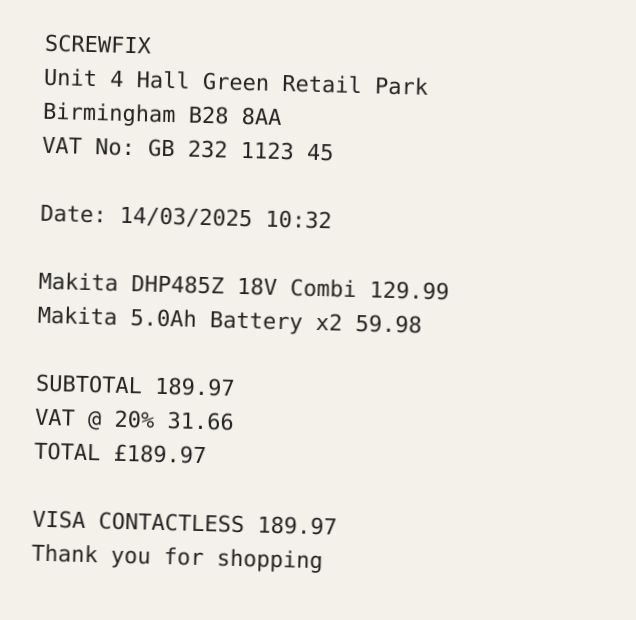 SCREWFIX
Unit 4 Hall Green Retail Park
Birmingham B28 8AA
VAT No: GB 232 1123 45
Date: 14/03/2025 10:32
Makita DHP485Z 18V Combi 129.99
Makita 5.0Ah Battery x2 59.98
SUBTOTAL 189.97
VAT @ 20% 31.66
TOTAL £189.97
VISA CONTACTLESS 189.97
Thank you for shopping